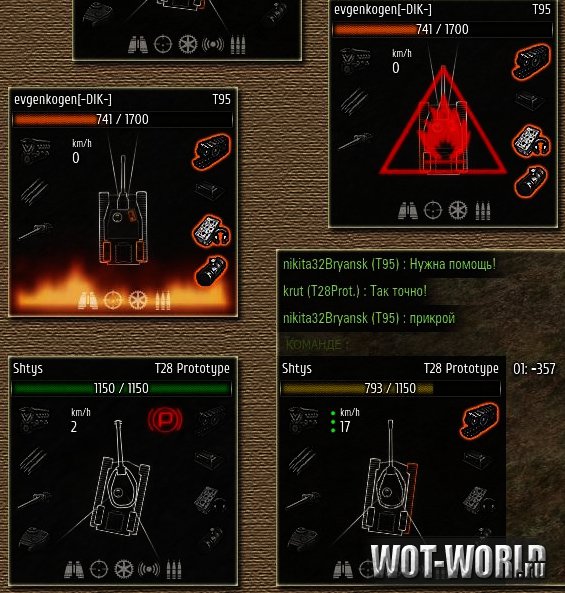 evgenkogen[-DIK-] T95
741 / 1700
km/h
0
evgenkogen[-DIK-] T95
741 / 1700
km/h
0
nikita32Bryansk (T95) : Нужна помощь!
krut (T28Prot.) : Так точно!
nikita32Bryansk (T95) : прикрой
КОМАНДЕ :
Shtys T28 Prototype
1150 / 1150
km/h
2
P
Shtys T28 Prototype
01: -357
793 / 1150
km/h
17
WOT-WORLD.ru